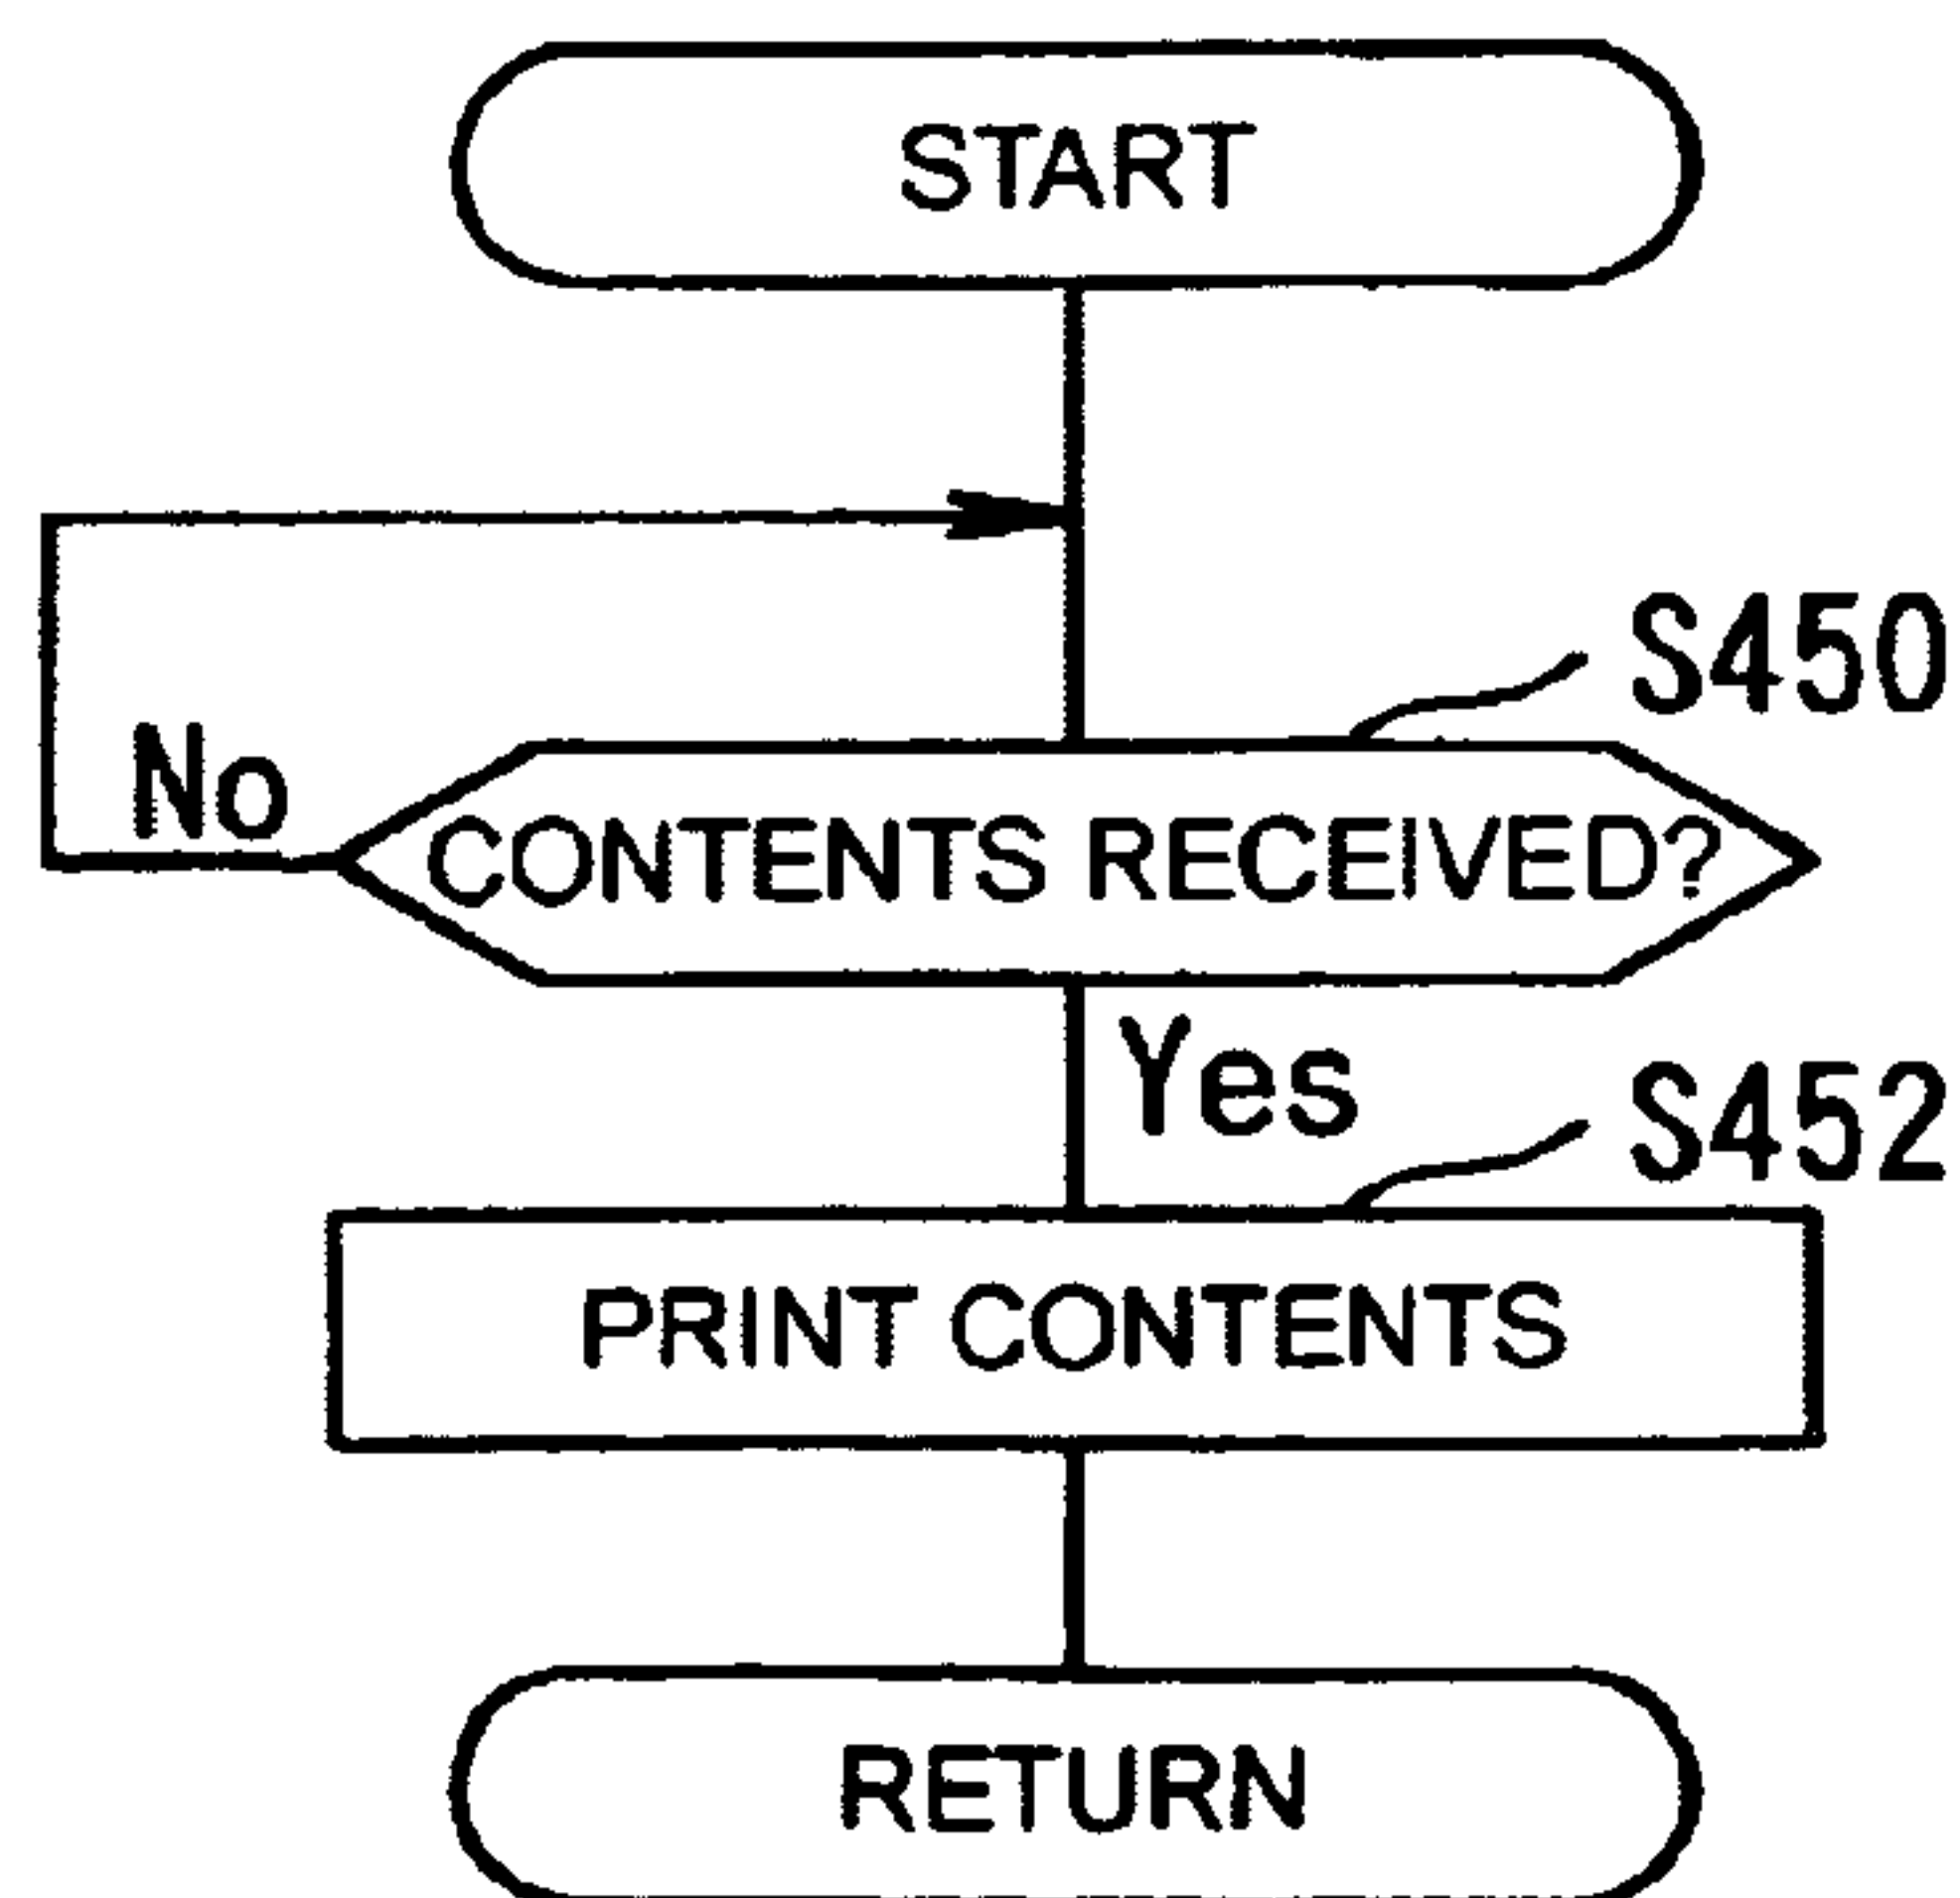 START
S450
No
CONTENTS RECEIVED?
Yes
S452
PRINT CONTENTS
RETURN